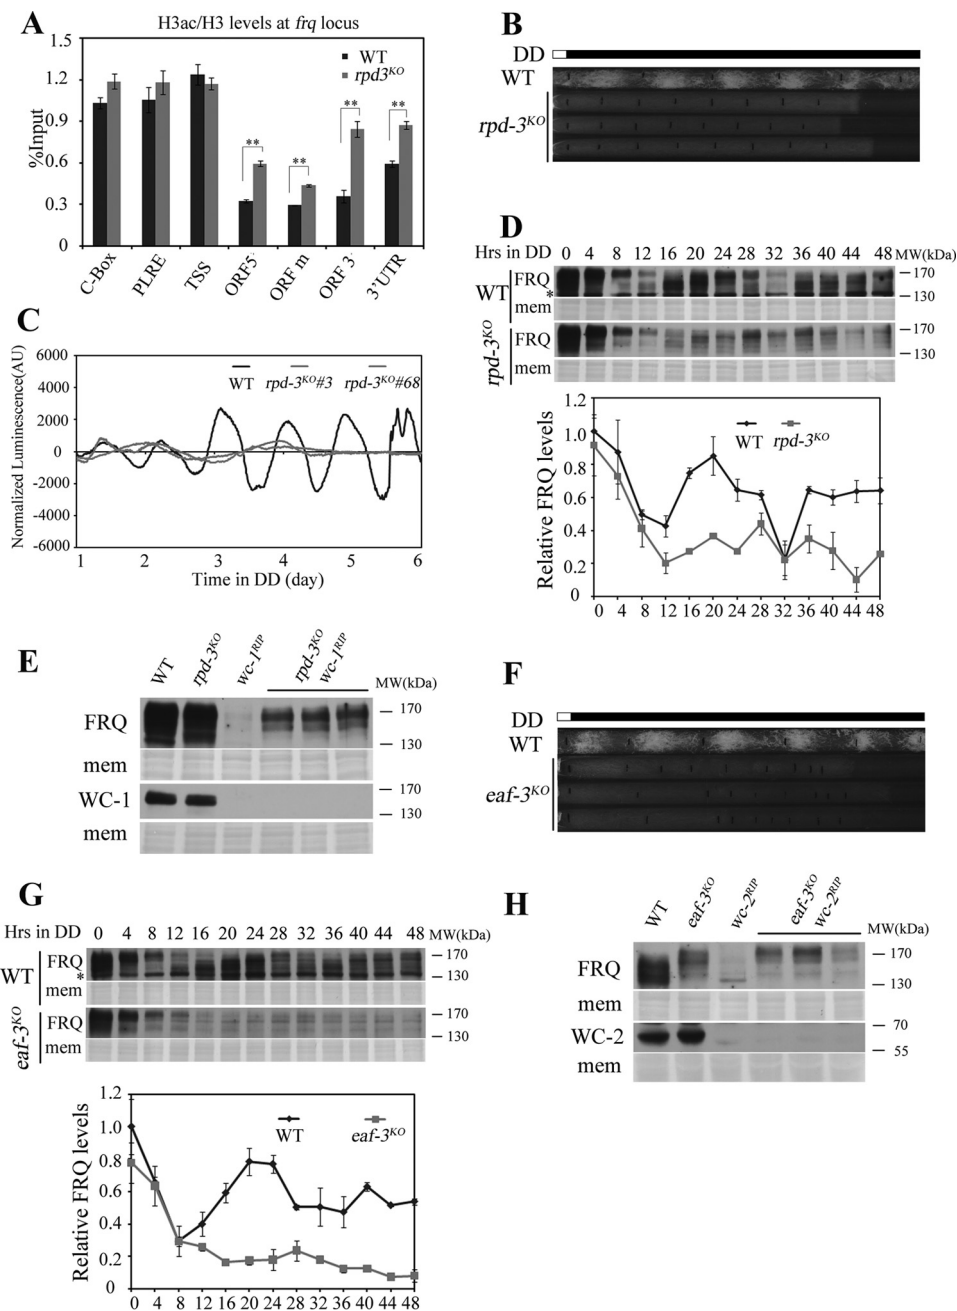 A
H3ac/H3 levels at frq locus
%Input
1.5
1.2
0.9
0.6
0.3
0
WT
rpd3KO
**
**
**
**
C-Box
PLRE
TSS
ORF5'
ORF m
ORF 3'
3'UTR
B
DD
WT
rpd-3KO
C
Normalized Luminescence(AU)
6000
4000
2000
0
-2000
-4000
-6000
WT rpd-3KO#3 rpd-3KO#68
1 2 3 4 5 6
Time in DD (day)
D
Hrs in DD 0 4 8 12 16 20 24 28 32 36 40 44 48 MW(kDa)
WT
FRQ
*
mem
170
130
rpd-3KO
FRQ
mem
170
130
Relative FRQ levels
1.2
1.0
0.8
0.6
0.4
0.2
0
WT rpd-3KO
0 4 8 12 16 20 24 28 32 36 40 44 48
E
WT rpd-3KO wc-1RIP rpd-3KO wc-1RIP
MW(kDa)
FRQ
170
130
mem
WC-1
170
130
mem
F
DD
WT
eaf-3KO
G
Hrs in DD 0 4 8 12 16 20 24 28 32 36 40 44 48 MW(kDa)
WT
FRQ
*
mem
170
130
eaf-3KO
FRQ
mem
170
130
Relative FRQ levels
1.2
1.0
0.8
0.6
0.4
0.2
0
WT eaf-3KO
0 4 8 12 16 20 24 28 32 36 40 44 48
H
WT eaf-3KO wc-2RIP eaf-3KO wc-2RIP
MW(kDa)
FRQ
170
130
mem
WC-2
70
55
mem